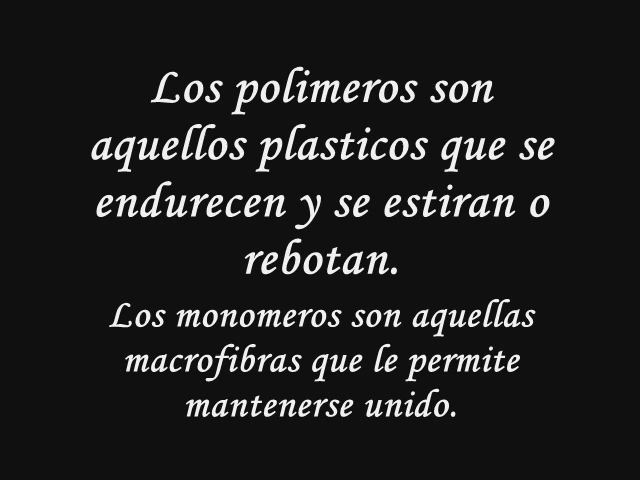 Los polimeros son
aquellos plasticos que se
endurecen y se estiran o
rebotan.
Los monomeros son aquellas
macrofibras que le permite
mantenerse unido.